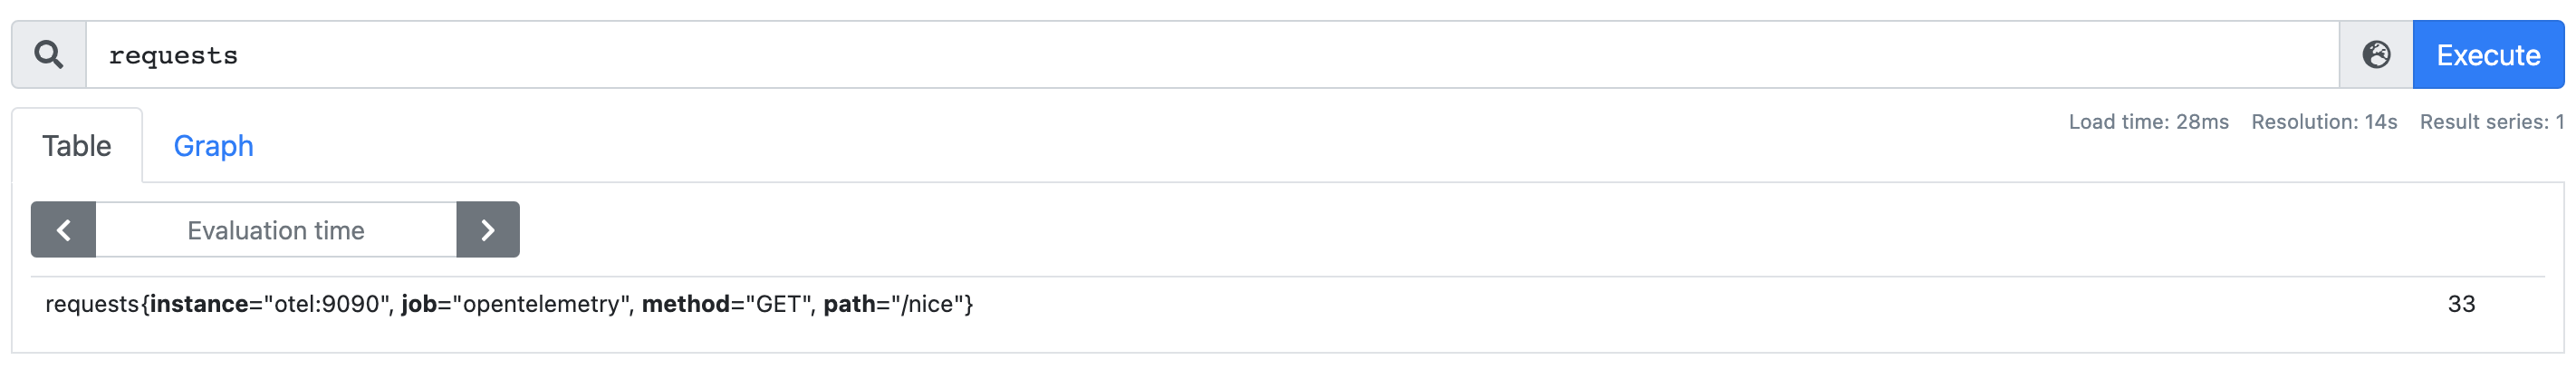 requests
Execute
Load time: 28ms Resolution: 14s Result series: 1
Table Graph
Evaluation time
requests{instance="otel:9090", job="opentelemetry", method="GET", path="/nice"} 33